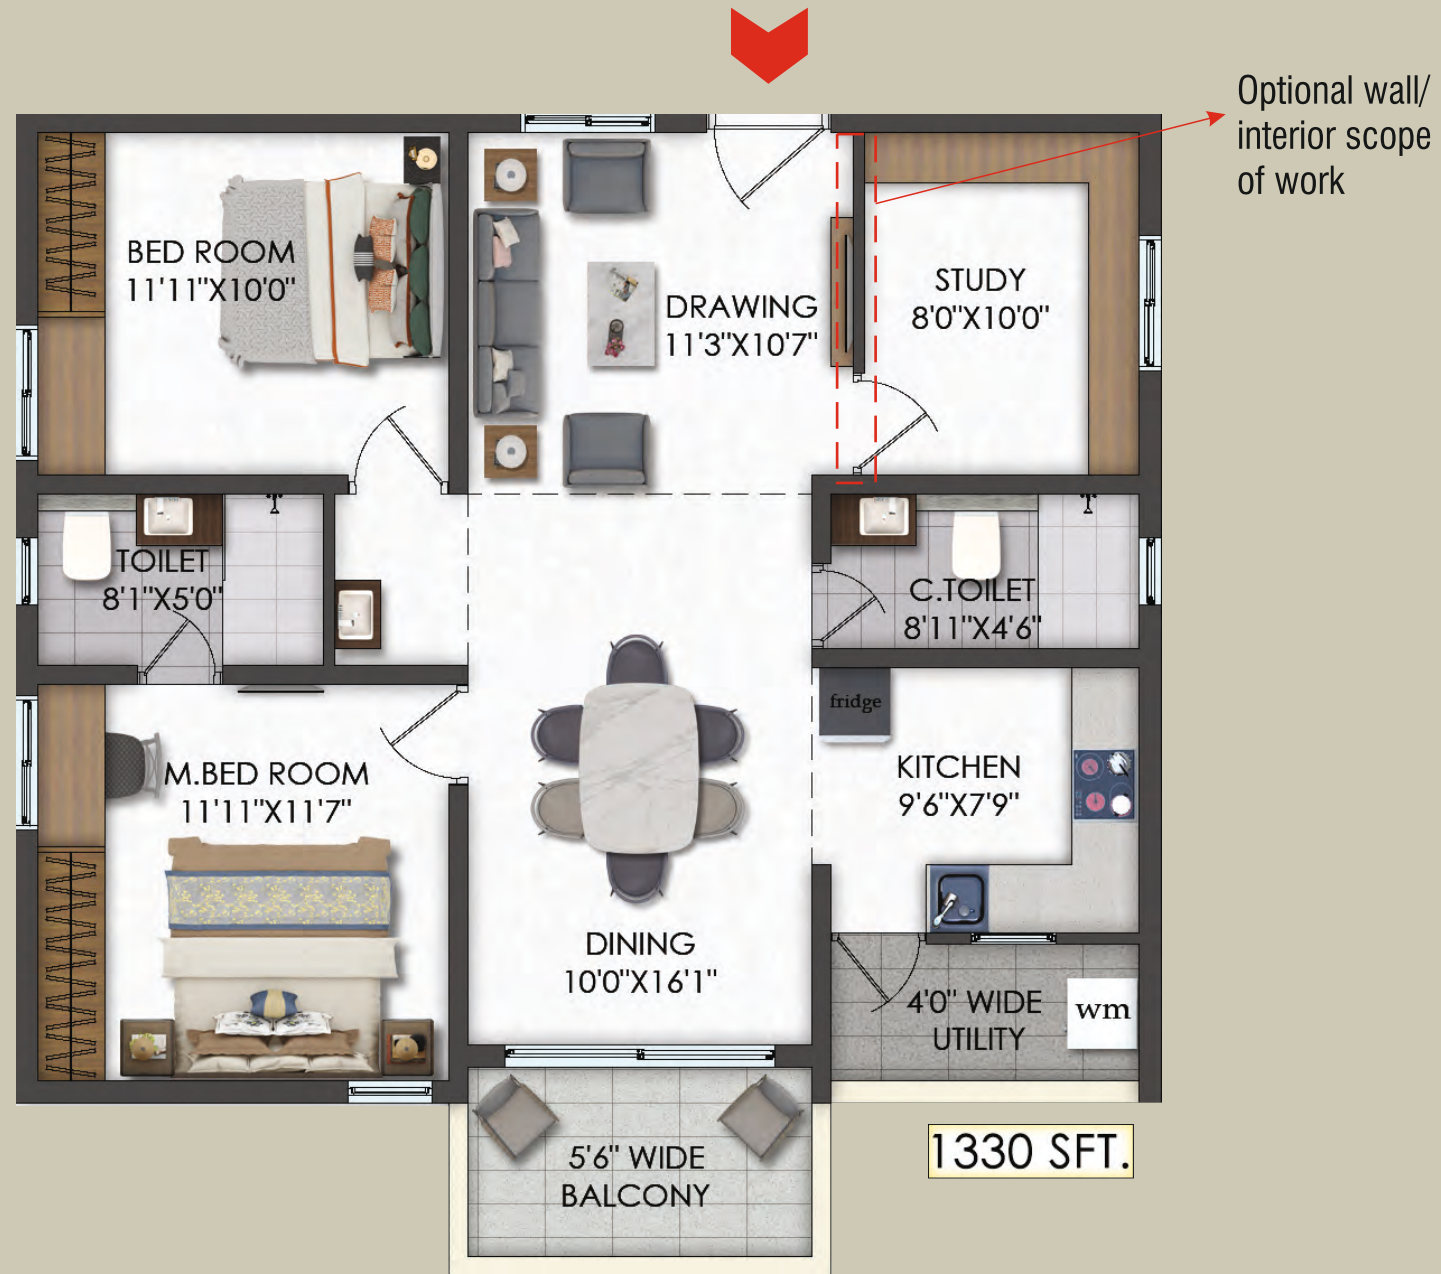 Optional wall/
interior scope
of work
BED ROOM
11'11"X10'0"
DRAWING
11'3"X10'7"
STUDY
8'0"X10'0"
TOILET
8'1"X5'0"
C.TOILET
8'11"X4'6"
fridge
KITCHEN
9'6"X7'9"
M.BED ROOM
11'11"X11'7"
DINING
10'0"X16'1"
4'0" WIDE
UTILITY
wm
5'6" WIDE
BALCONY
1330 SFT.